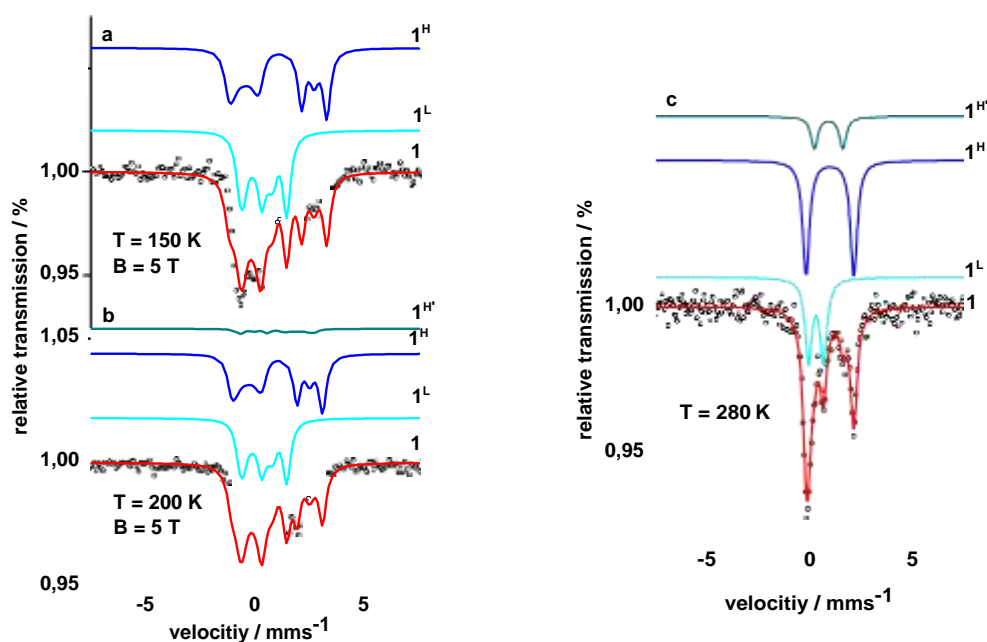 a
1^H
1^L
1
1,00
T = 150 K
B = 5 T
0,95
relative transmission / %
b
1^H'
1^H
1,05
1^L
1
1,00
T = 200 K
B = 5 T
0,95
relative transmission / %
-5 0 5
velocitiy / mms^-1
c
1^H'
1^H
1^L
1
1,00
T = 280 K
0,95
relative transmission / %
-5 0 5
velocitiy / mms^-1